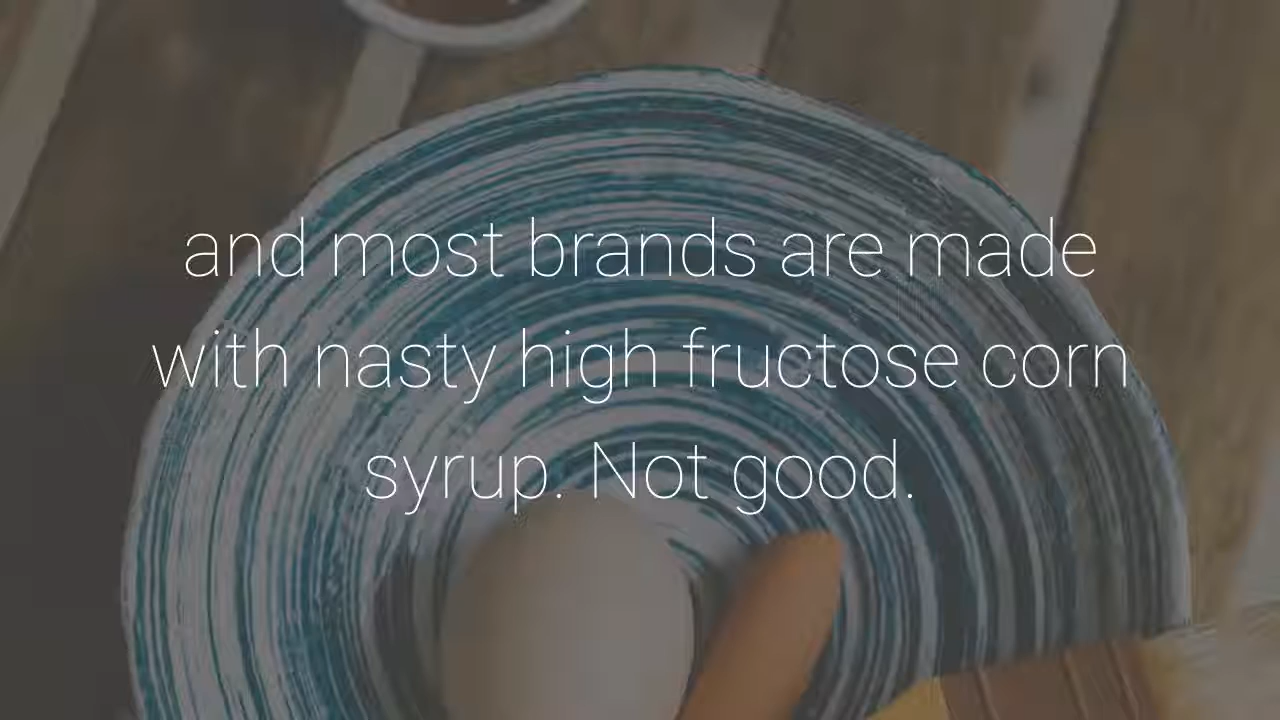 and most brands are made
with nasty high fructose corn
syrup. Not good.